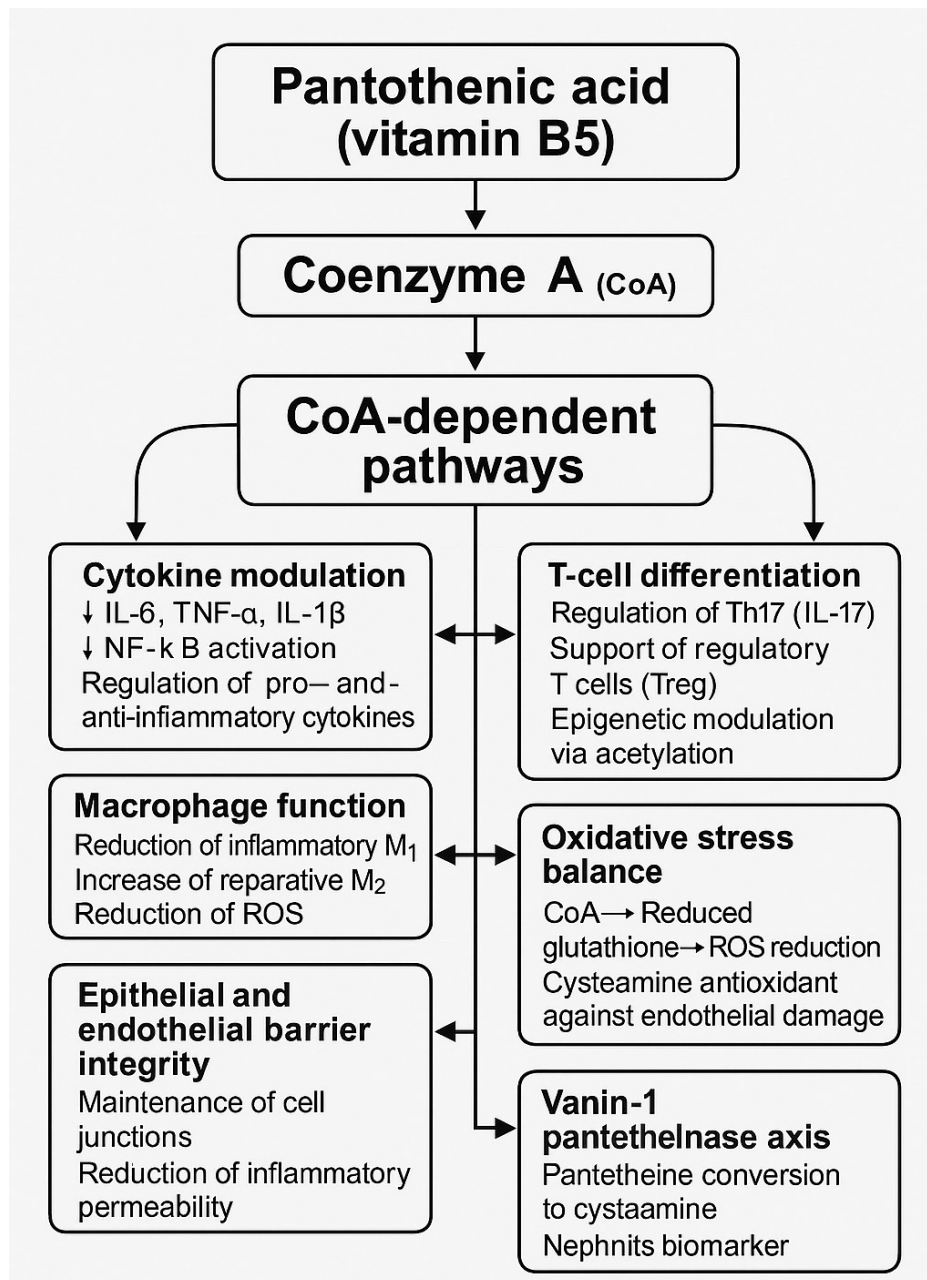 Pantothenic acid
(vitamin B5)
Coenzyme A (CoA)
CoA-dependent
pathways
Cytokine modulation
↓ IL-6, TNF-α, IL-1β
↓ NF-k B activation
Regulation of pro— and-
anti-infiammatory cytokines
T-cell differentiation
Regulation of Th17 (IL-17)
Support of regulatory
T cells (Treg)
Epigenetic modulation
via acetylation
Macrophage function
Reduction of inflammatory M₁
Increase of reparative M₂
Reduction of ROS
Oxidative stress
balance
CoA→ Reduced
glutathione→ ROS reduction
Cysteamine antioxidant
against endothelial damage
Epithelial and
endothelial barrier
integrity
Maintenance of cell
junctions
Reduction of inflammatory
permeability
Vanin-1
pantethelnase axis
Pantetheine conversion
to cystaamine
Nephnits biomarker